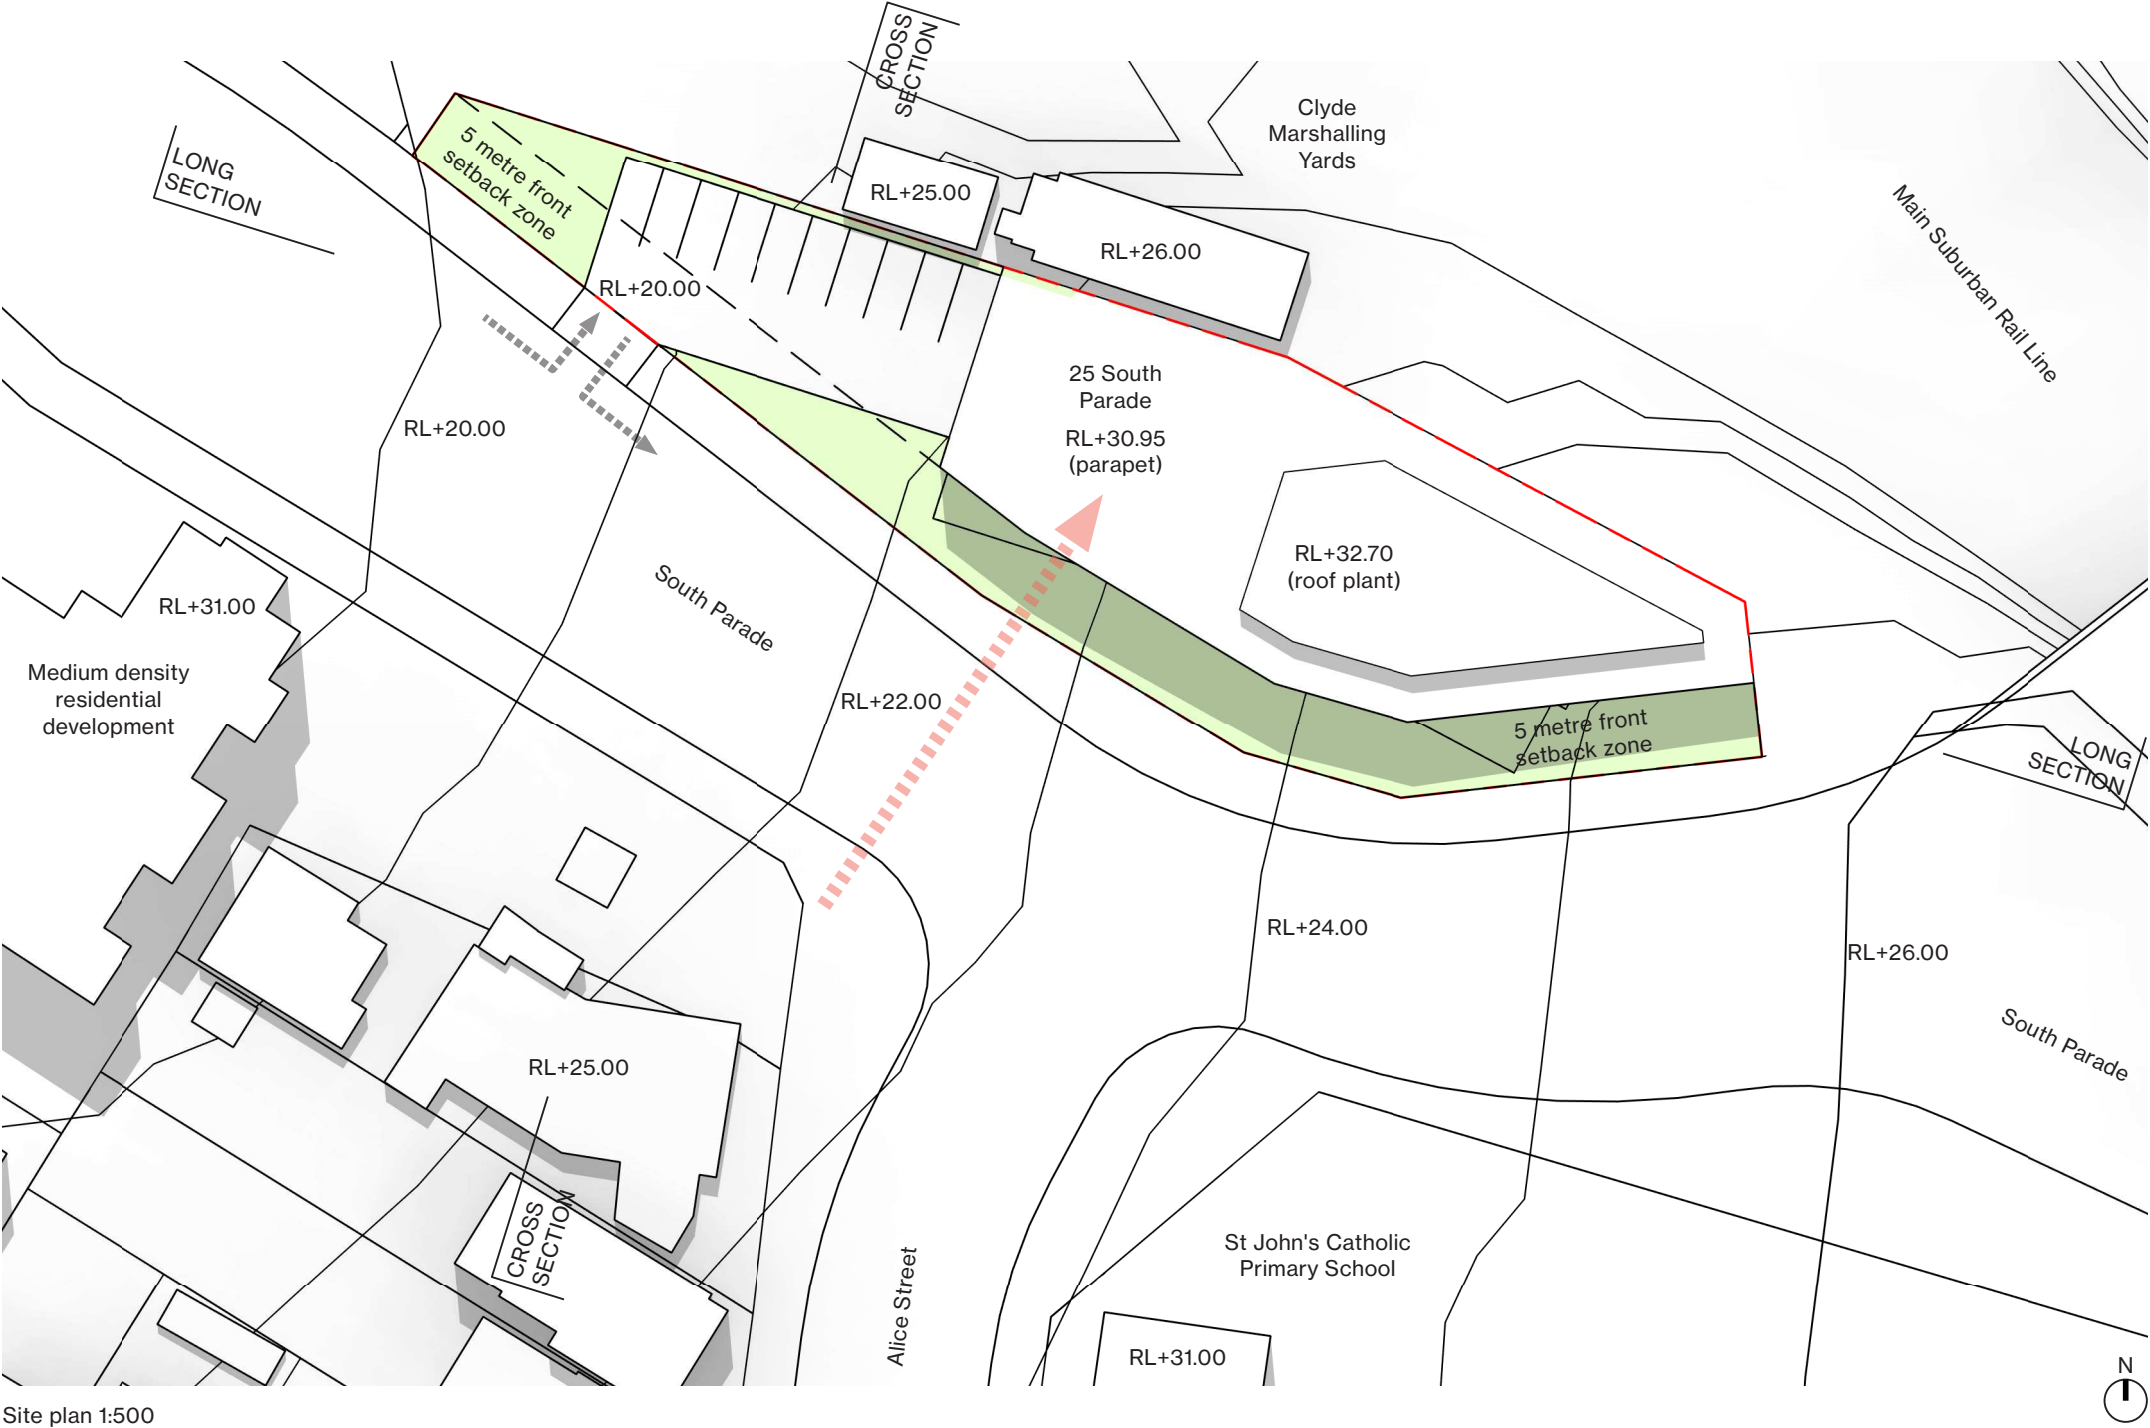 CROSS
SECTION
Clyde
Marshalling
Yards
LONG
SECTION
5 metre front
setback zone
RL+25.00
RL+26.00
Main Suburban Rail Line
RL+20.00
25 South
Parade
RL+30.95
(parapet)
RL+20.00
RL+32.70
(roof plant)
South Parade
RL+31.00
Medium density
residential
development
RL+22.00
5 metre front
setback zone
LONG
SECTION
RL+24.00
RL+26.00
South Parade
RL+25.00
CROSS
SECTION
Alice Street
St John's Catholic
Primary School
RL+31.00
N
Site plan 1:500